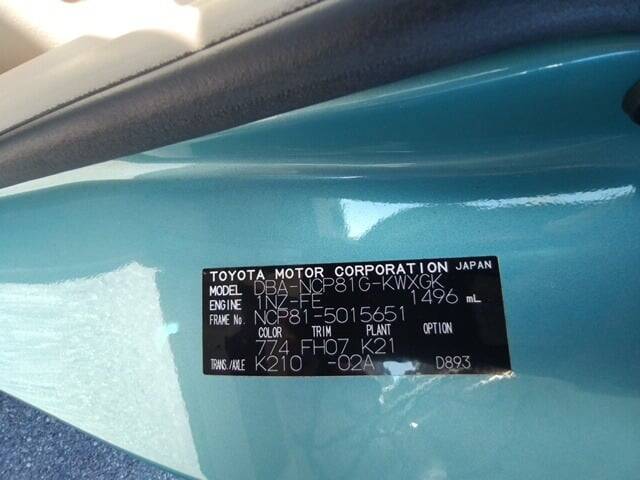 TOYOTA MOTOR CORPORATION JAPAN
MODEL DBA-NCP81G-KWXGK
ENGINE 1NZ-FE 1496 mL
FRAME No. NCP81-5015651
COLOR TRIM PLANT OPTION
774 FH07 K21
TRANS./AXLE K210 -02A D893